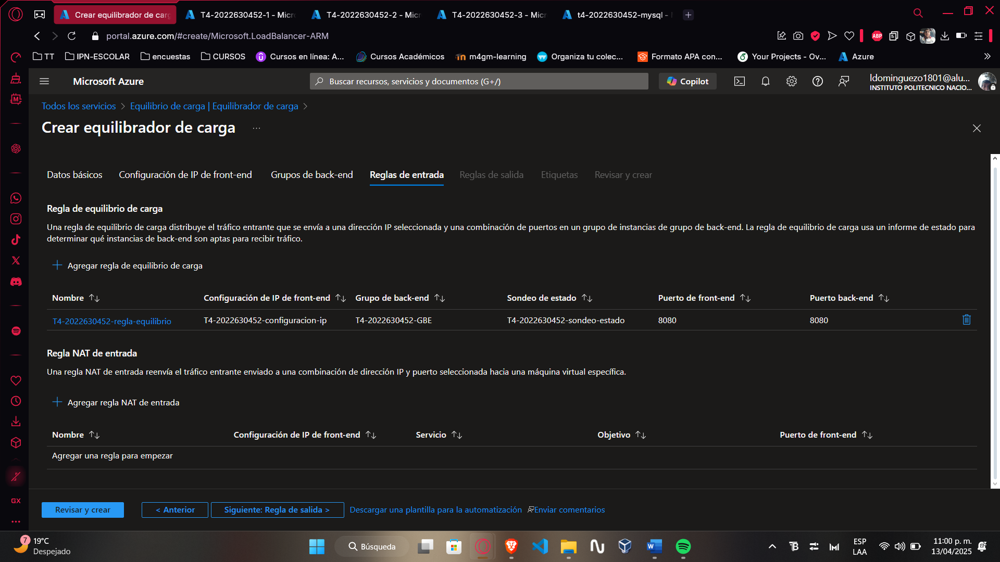 Crear equilibrador de carg
T4-2022630452-1 - Micr
T4-2022630452-2 - Micr
T4-2022630452-3 - Micr
t4-2022630452-mysql -
portal.azure.com/#create/Microsoft.LoadBalancer-ARM
ABP
TT
IPN-ESCOLAR
encuestas
CURSOS
Cursos en línea: A...
Cursos Académicos
m4gm-learning
Organiza tu colec...
Formato APA con...
Your Projects - Ov...
Azure
Microsoft Azure
Buscar recursos, servicios y documentos (G+/)
Copilot
ldominguezo1801@alu...
INSTITUTO POLITECNICO NACIO...
Todos los servicios > Equilibrio de carga | Equilibrador de carga >
Crear equilibrador de carga ...
Datos básicos
Configuración de IP de front-end
Grupos de back-end
Reglas de entrada
Reglas de salida
Etiquetas
Revisar y crear
Regla de equilibrio de carga
Una regla de equilibrio de carga distribuye el tráfico entrante que se envía a una dirección IP seleccionada y una combinación de puertos en un grupo de instancias de grupo de back-end. La regla de equilibrio de carga usa un informe de estado para
determinar qué instancias de back-end son aptas para recibir tráfico.
Agregar regla de equilibrio de carga
Nombre Configuración de IP de front-end Grupo de back-end Sondeo de estado Puerto de front-end Puerto back-end
T4-2022630452-regla-equilibrio T4-2022630452-configuracion-ip T4-2022630452-GBE T4-2022630452-sondeo-estado 8080 8080
Regla NAT de entrada
Una regla NAT de entrada reenvía el tráfico entrante enviado a una combinación de dirección IP y puerto seleccionada hacia una máquina virtual específica.
Agregar regla NAT de entrada
Nombre Configuración de IP de front-end Servicio Objetivo Puerto de front-end
Agregar una regla para empezar
GX
Revisar y crear
< Anterior
Siguiente: Regla de salida >
Descargar una plantilla para la automatización
Enviar comentarios
7
19°C
Despejado
Búsqueda
ESP
LAA
11:00 p. m.
13/04/2025